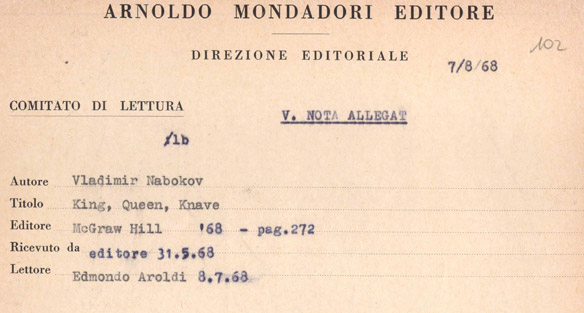 ARNOLDO MONDADORI EDITORE
DIREZIONE EDITORIALE
102
7/8/68
COMITATO DI LETTURA
V. NOTA ALLEGAT
/lb
Autore Vladimir Nabokov
Titolo King, Queen, Knave
Editore McGraw Hill '68 - pag.272
Ricevuto da editore 31.5.68
Lettore Edmondo Aroldi 8.7.68